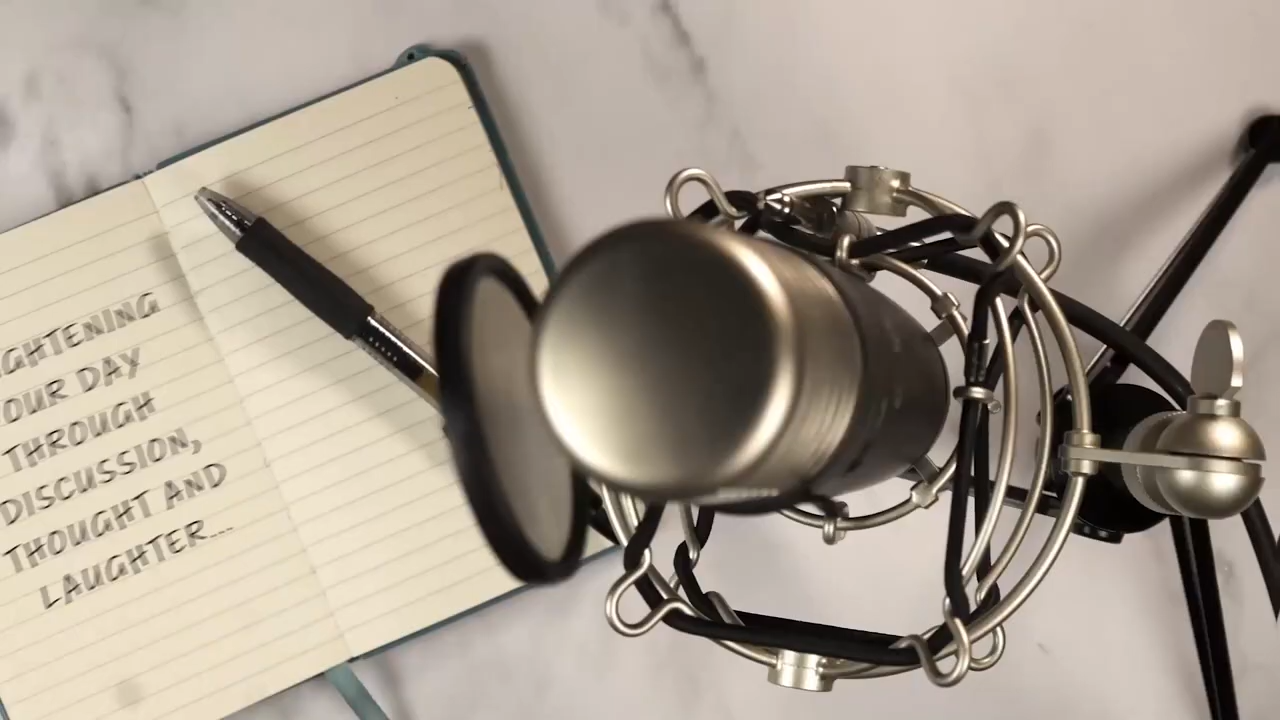 GHTENING
OUR DAY
THROUGH
DISCUSSION,
THOUGHT AND
LAUGHTER...